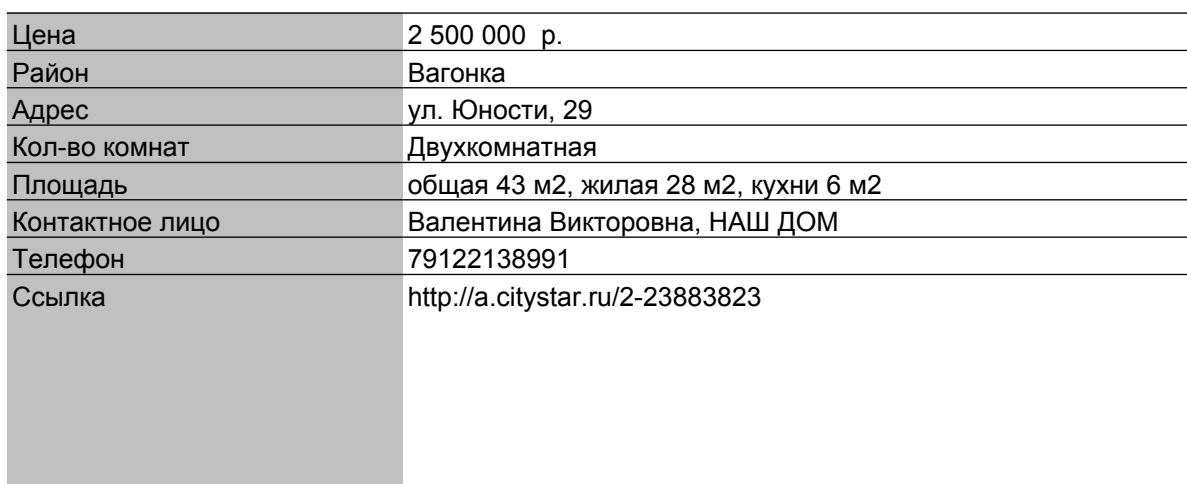 Цена 2 500 000 р.
Район Вагонка
Адрес ул. Юности, 29
Кол-во комнат Двухкомнатная
Площадь общая 43 м2, жилая 28 м2, кухни 6 м2
Контактное лицо Валентина Викторовна, НАШ ДОМ
Телефон 79122138991
Ссылка http://a.citystar.ru/2-23883823